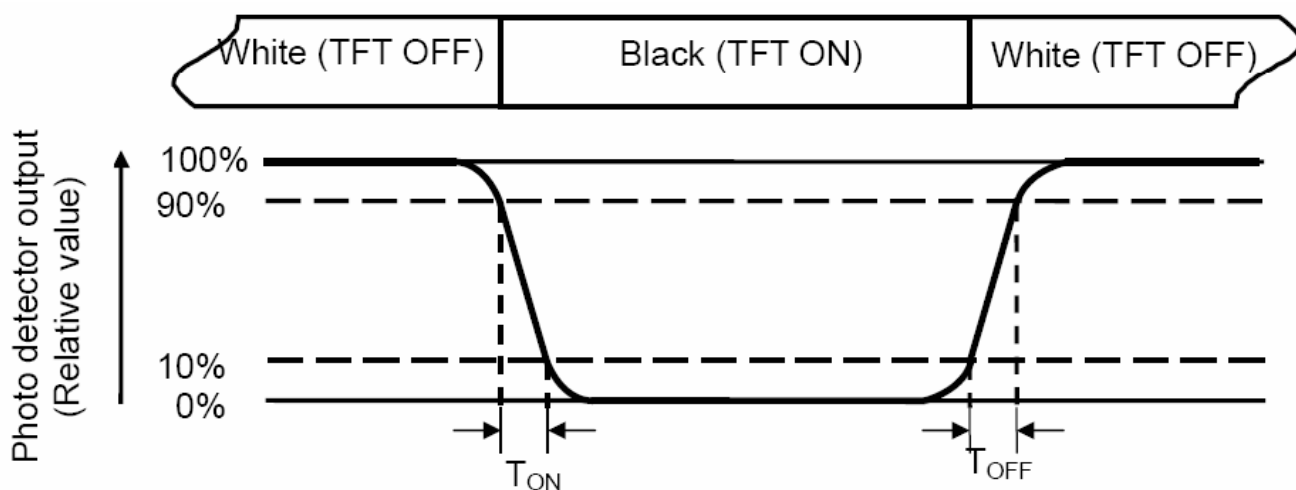 White (TFT OFF)
Black (TFT ON)
White (TFT OFF)
Photo detector output
(Relative value)
100%
90%
10%
0%
TON
TOFF